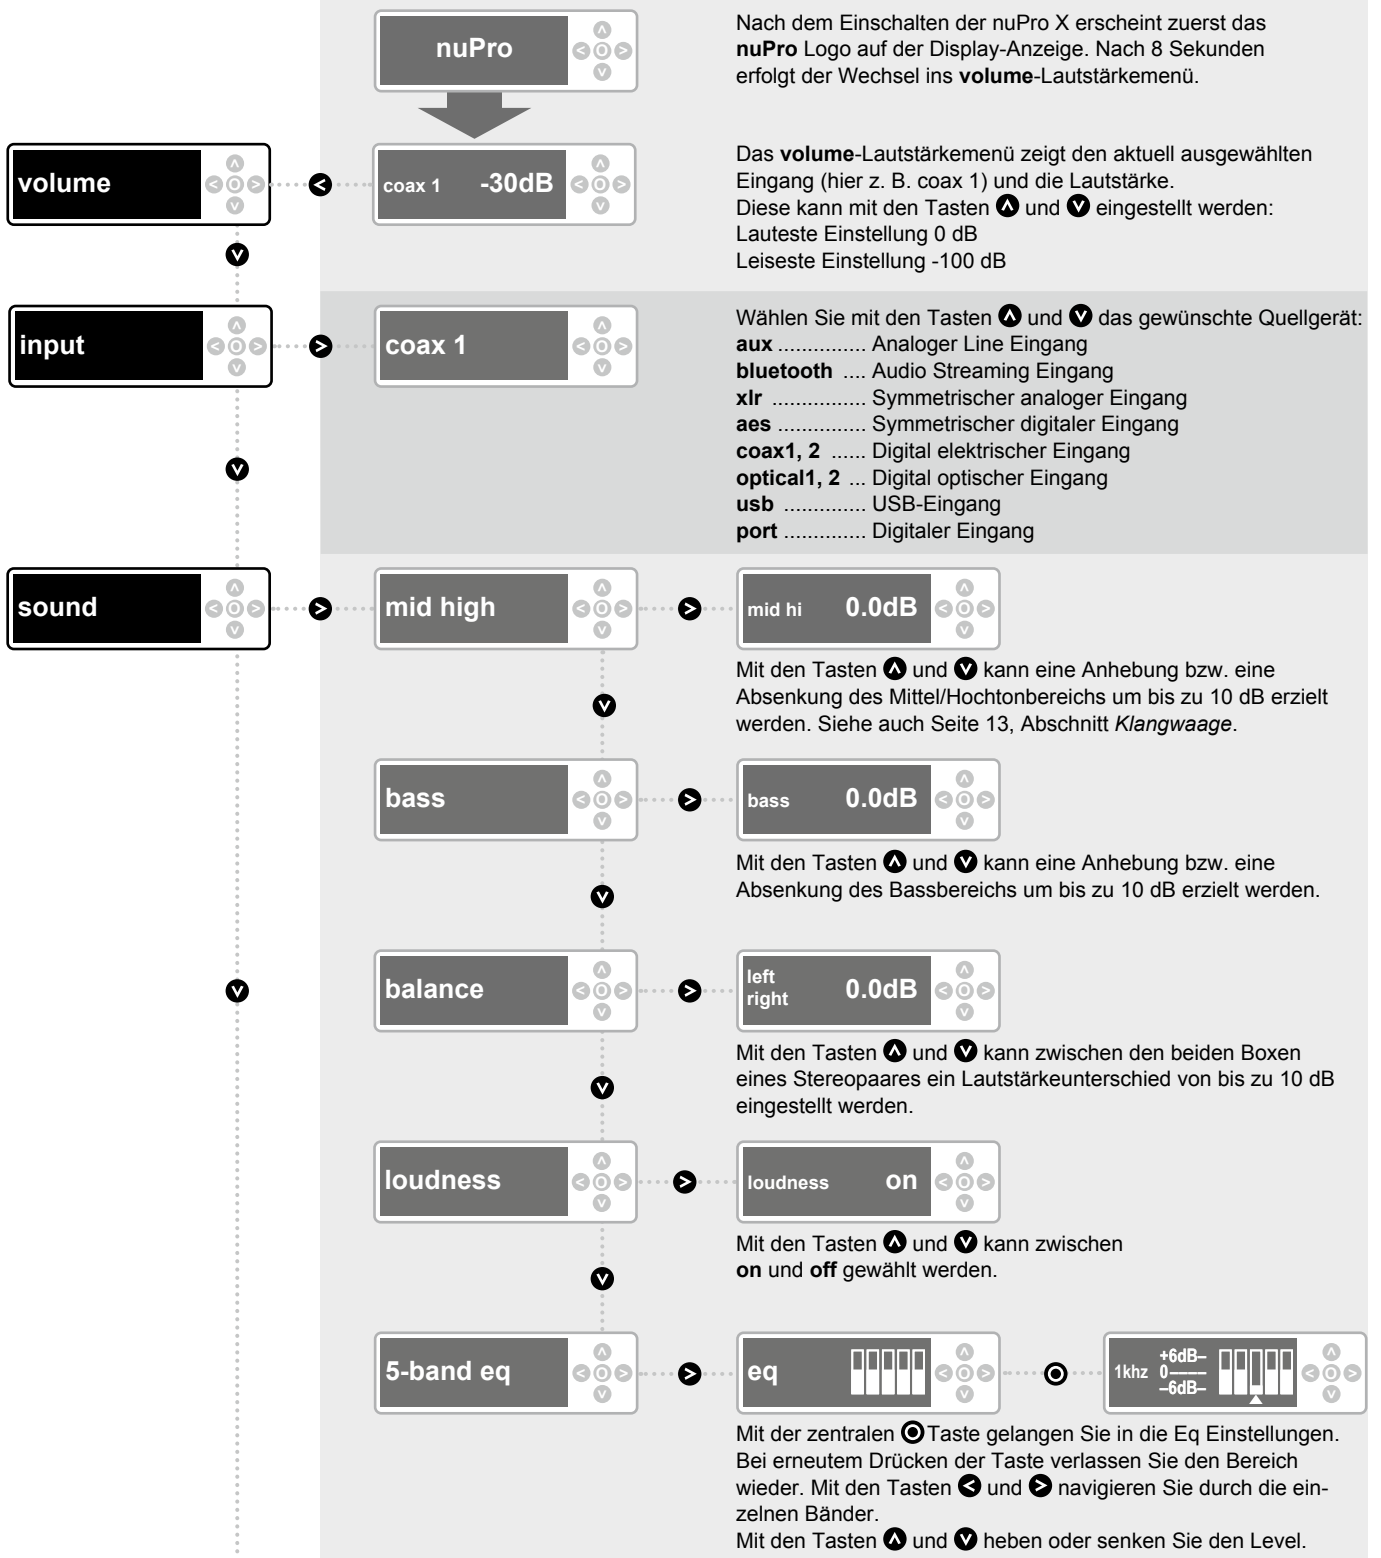 nuPro
Nach dem Einschalten der nuPro X erscheint zuerst das
nuPro Logo auf der Display-Anzeige. Nach 8 Sekunden
erfolgt der Wechsel ins volume-Lautstärkemenü.
volume
coax 1 -30dB
Das volume-Lautstärkemenü zeigt den aktuell ausgewählten
Eingang (hier z. B. coax 1) und die Lautstärke.
Diese kann mit den Tasten und eingestellt werden:
Lauteste Einstellung 0 dB
Leiseste Einstellung -100 dB
input
coax 1
Wählen Sie mit den Tasten und das gewünschte Quellgerät:
aux ............... Analoger Line Eingang
bluetooth .... Audio Streaming Eingang
xlr ................ Symmetrischer analoger Eingang
aes ............... Symmetrischer digitaler Eingang
coax1, 2 ...... Digital elektrischer Eingang
optical1, 2 ... Digital optischer Eingang
usb .............. USB-Eingang
port .............. Digitaler Eingang
sound
mid high
mid hi 0.0dB
Mit den Tasten und kann eine Anhebung bzw. eine
Absenkung des Mittel/Hochtonbereichs um bis zu 10 dB erzielt
werden. Siehe auch Seite 13, Abschnitt Klangwaage.
bass
bass 0.0dB
Mit den Tasten und kann eine Anhebung bzw. eine
Absenkung des Bassbereichs um bis zu 10 dB erzielt werden.
balance
left
right 0.0dB
Mit den Tasten und kann zwischen den beiden Boxen
eines Stereopaares ein Lautstärkeunterschied von bis zu 10 dB
eingestellt werden.
loudness
loudness on
Mit den Tasten und kann zwischen
on und off gewählt werden.
5-band eq
eq
1khz
+6dB–
0––––
–6dB–
Mit der zentralen Taste gelangen Sie in die Eq Einstellungen.
Bei erneutem Drücken der Taste verlassen Sie den Bereich
wieder. Mit den Tasten und navigieren Sie durch die ein-
zelnen Bänder.
Mit den Tasten und heben oder senken Sie den Level.